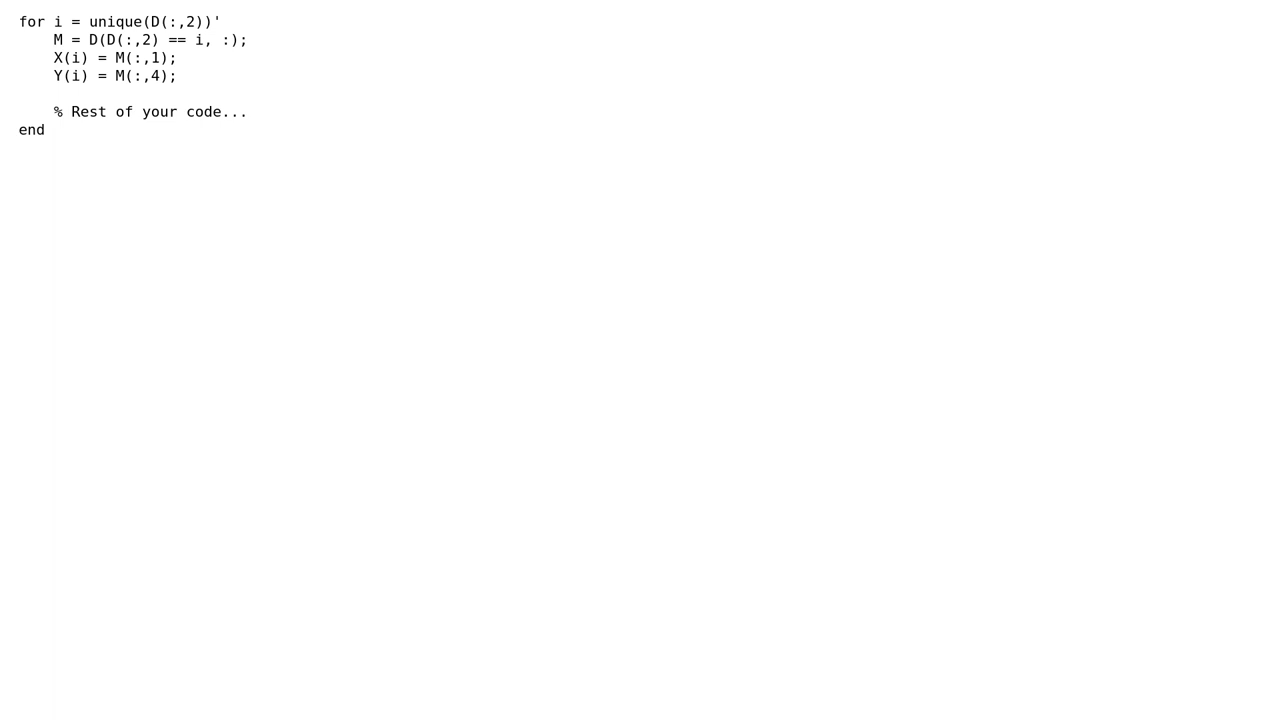 for i = unique(D(:,2))'
    M = D(D(:,2) == i, :);
    X(i) = M(:,1);
    Y(i) = M(:,4);

    % Rest of your code...
end